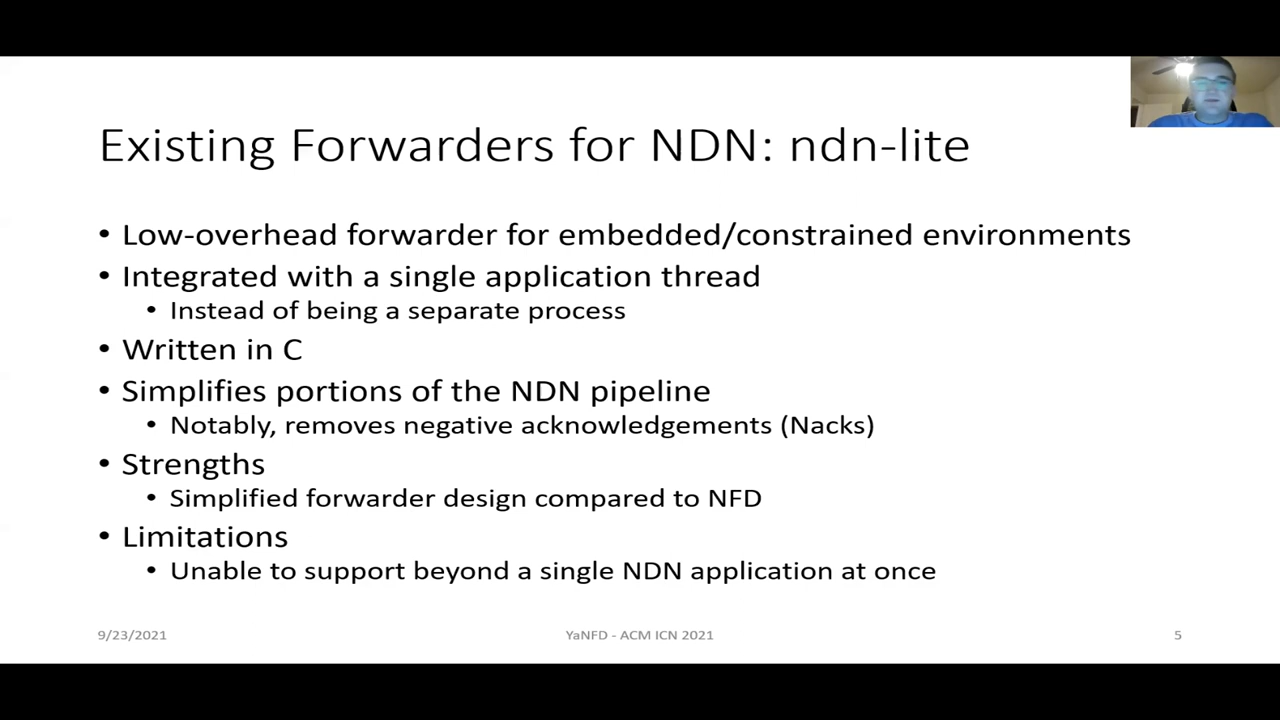 Existing Forwarders for NDN: ndn-lite
• Low-overhead forwarder for embedded/constrained environments
• Integrated with a single application thread
• Instead of being a separate process
• Written in C
• Simplifies portions of the NDN pipeline
• Notably, removes negative acknowledgements (Nacks)
• Strengths
• Simplified forwarder design compared to NFD
• Limitations
• Unable to support beyond a single NDN application at once
9/23/2021
YaNFD - ACM ICN 2021
5